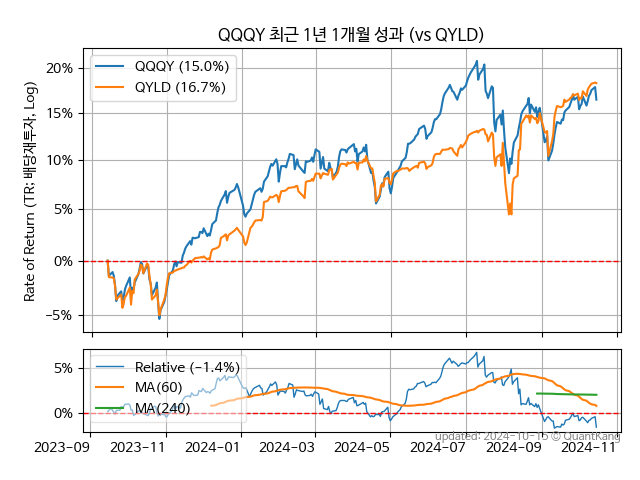 QQQY 최근 1년 1개월 성과 (vs QYLD)
Rate of Return (TR: 배당재투자, Log)
20%
15%
10%
5%
0%
−5%
QQQY (15.0%)
QYLD (16.7%)
5%
0%
Relative (−1.4%)
MA(60)
MA(240)
updated: 2024-10-15 © QuantKang
2023-09
2023-11
2024-01
2024-03
2024-05
2024-07
2024-09
2024-11